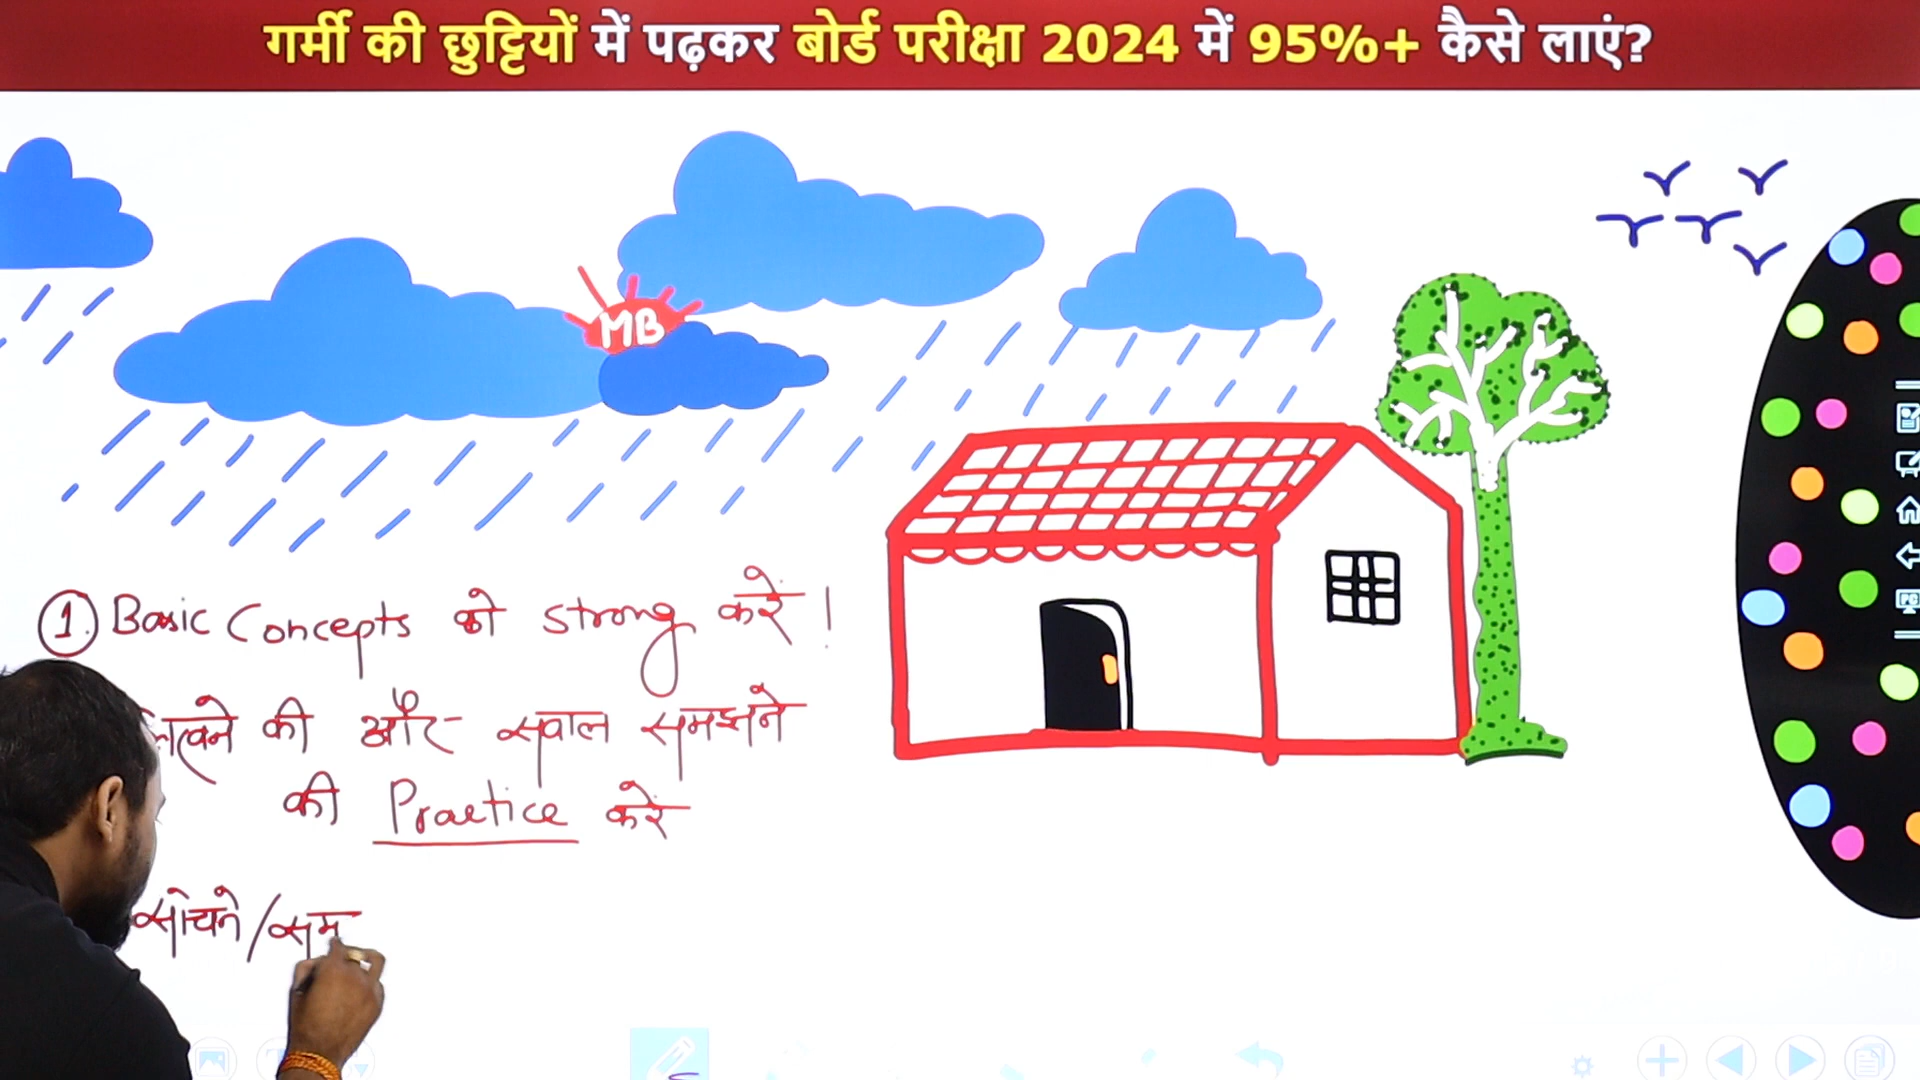 गर्मी की छुट्टियों में पढ़कर बोर्ड परीक्षा 2024 में 95%+ कैसे लाएं?
MB
1. Basic Concepts को strong करे!
की और सवाल समझने
की Practice करे
सोचने/सम
PC